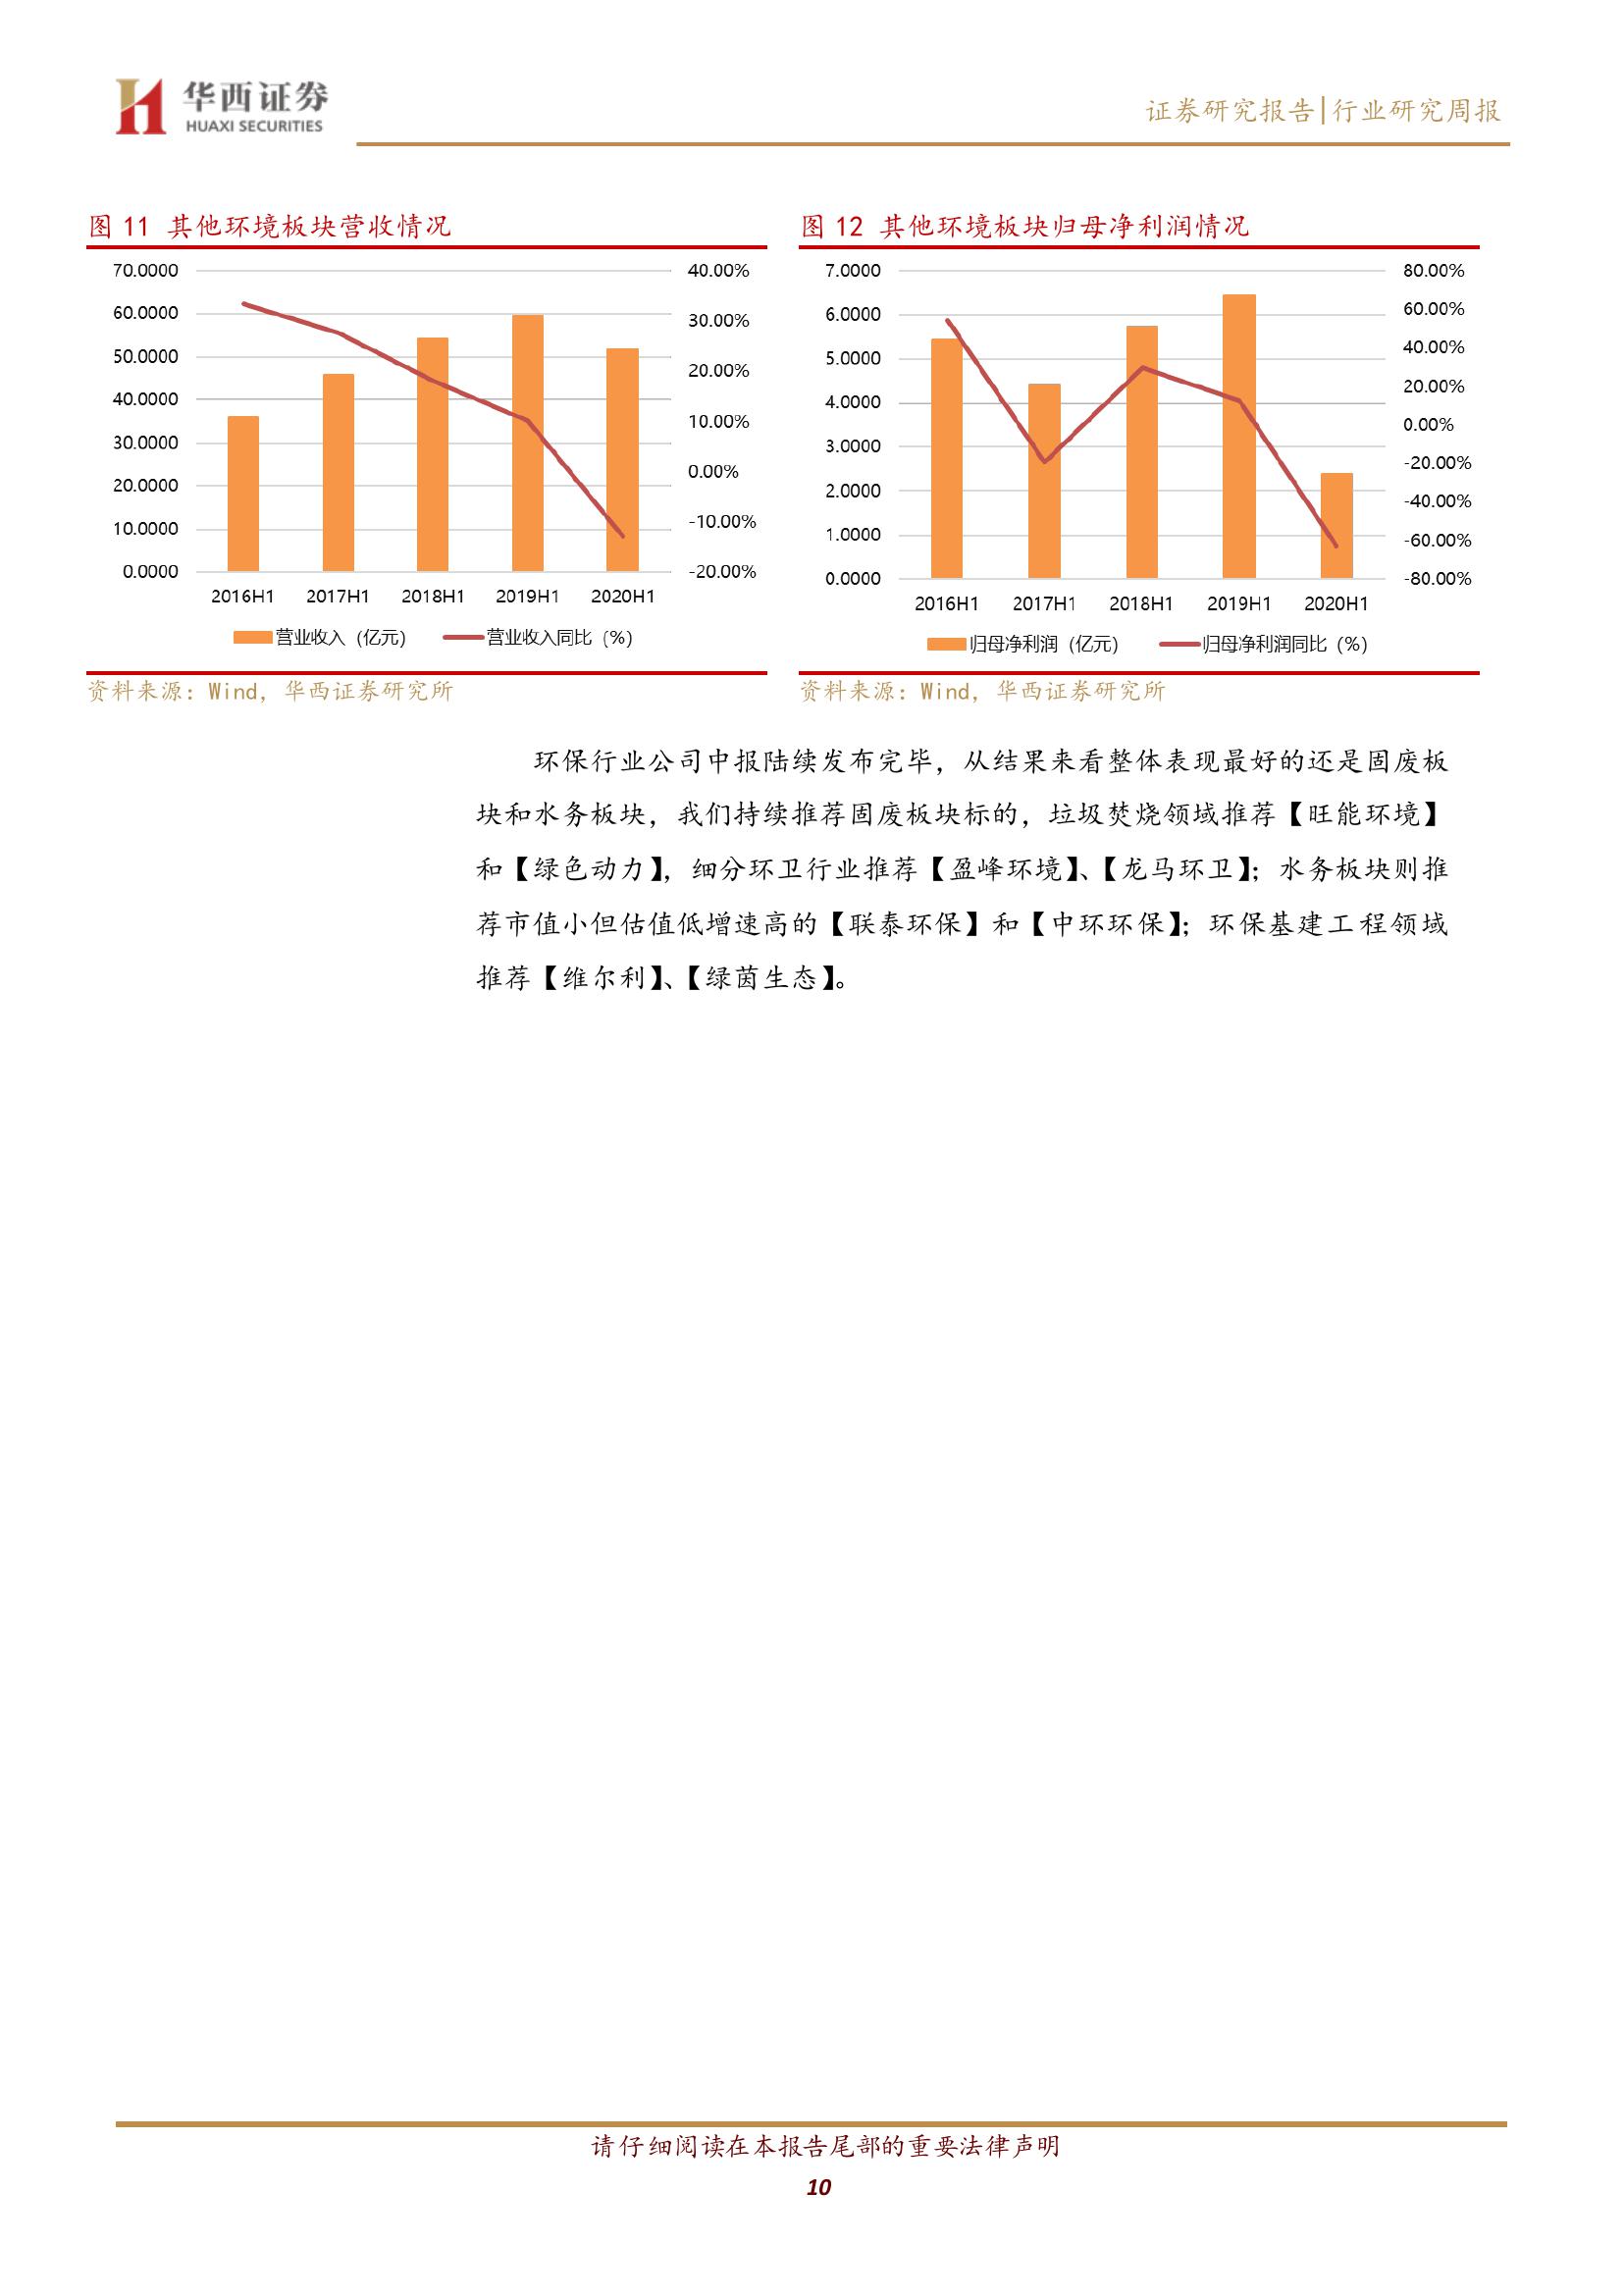 华西证券
HUAXI SECURITIES
证券研究报告|行业研究周报
图 11 其他环境板块营收情况
70.0000
60.0000
50.0000
40.0000
30.0000
20.0000
10.0000
0.0000
40.00%
30.00%
20.00%
10.00%
0.00%
-10.00%
-20.00%
2016H1 2017H1 2018H1 2019H1 2020H1
营业收入（亿元） 营业收入同比（%）
资料来源：Wind，华西证券研究所
图 12 其他环境板块归母净利润情况
7.0000
6.0000
5.0000
4.0000
3.0000
2.0000
1.0000
0.0000
80.00%
60.00%
40.00%
20.00%
0.00%
-20.00%
-40.00%
-60.00%
-80.00%
2016H1 2017H1 2018H1 2019H1 2020H1
归母净利润（亿元） 归母净利润同比（%）
资料来源：Wind，华西证券研究所
环保行业公司中报陆续发布完毕，从结果来看整体表现最好的还是固废板
块和水务板块，我们持续推荐固废板块标的，垃圾焚烧领域推荐【旺能环境】
和【绿色动力】，细分环卫行业推荐【盈峰环境】、【龙马环卫】；水务板块则推
荐市值小但估值低增速高的【联泰环保】和【中环环保】；环保基建工程领域
推荐【维尔利】、【绿茵生态】。
请仔细阅读在本报告尾部的重要法律声明
10